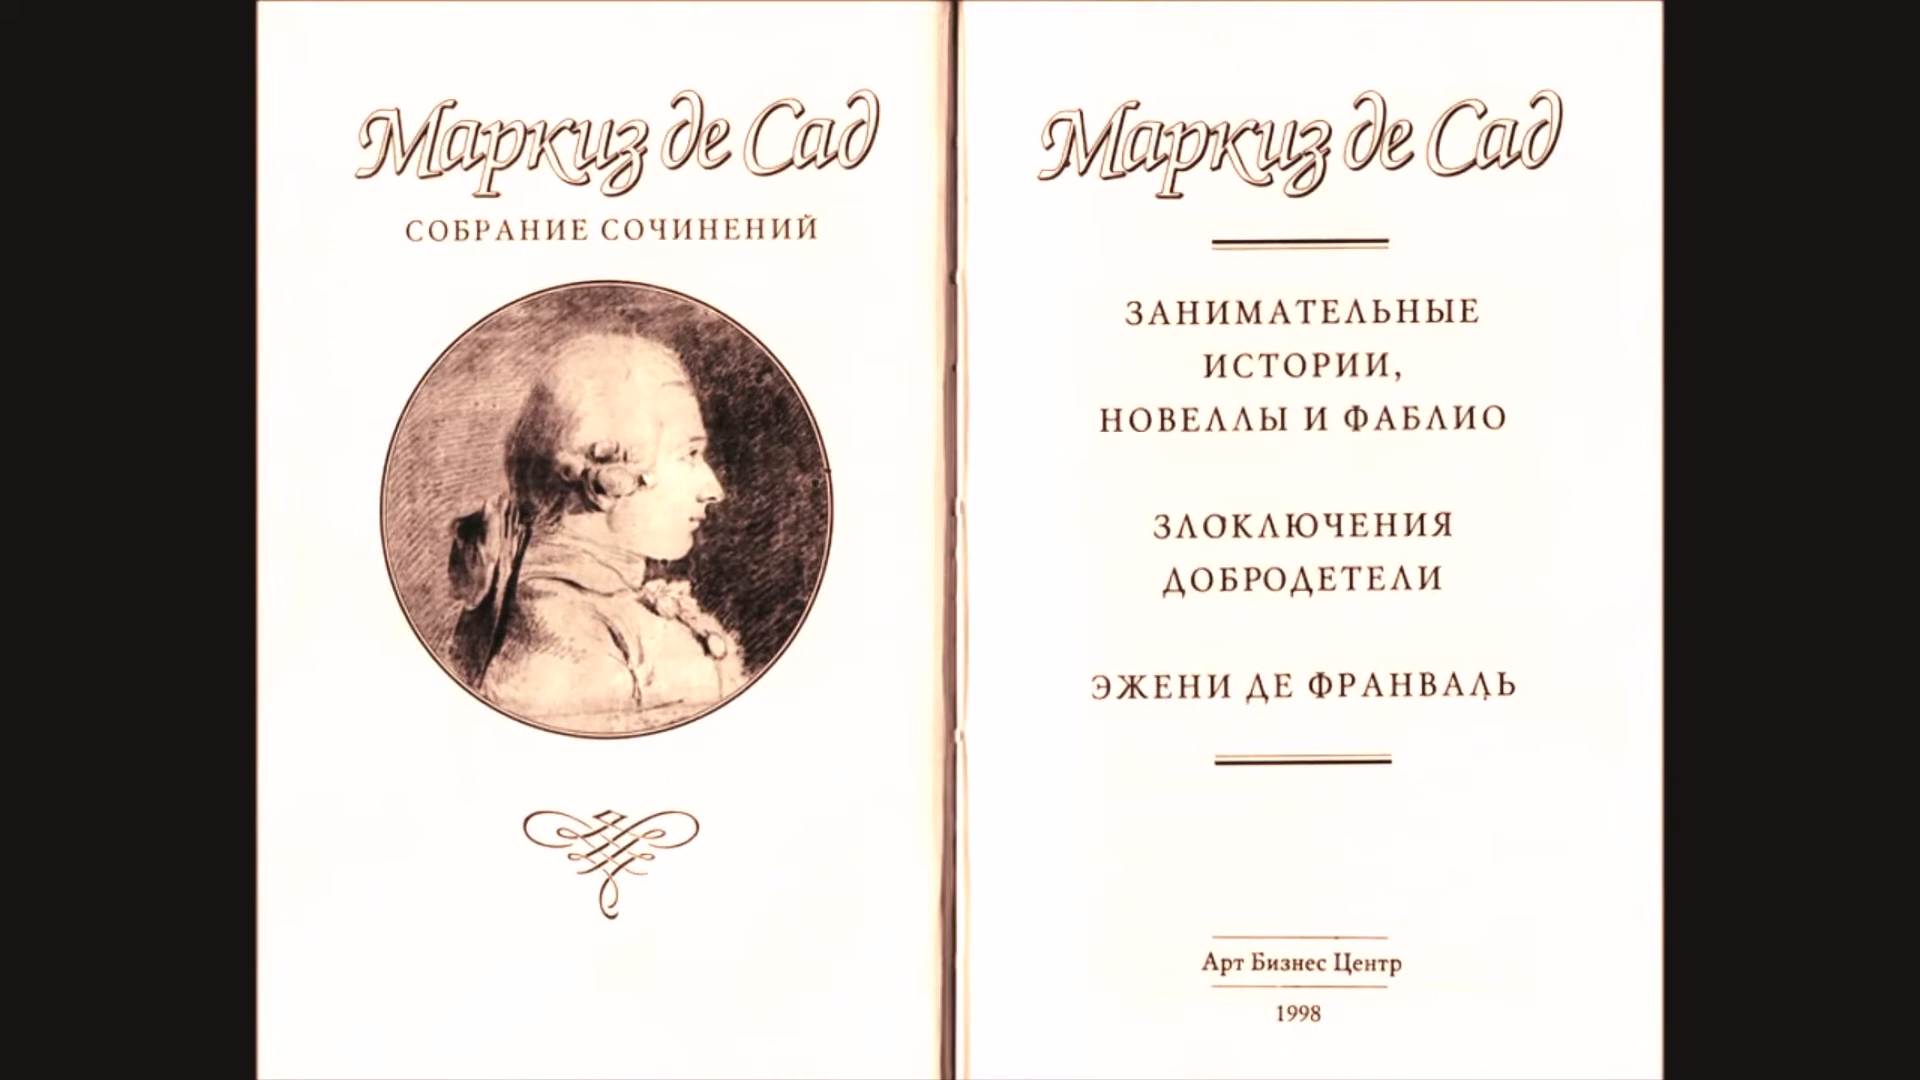 Маркиз де Сад
СОБРАНИЕ СОЧИНЕНИЙ
Маркиз де Сад
ЗАНИМАТЕЛЬНЫЕ
ИСТОРИИ,
НОВЕЛЛЫ И ФАБЛИО
ЗЛОКЛЮЧЕНИЯ
ДОБРОДЕТЕЛИ
ЭЖЕНИ ДЕ ФРАНВАЛЬ
Арт Бизнес Центр
1998